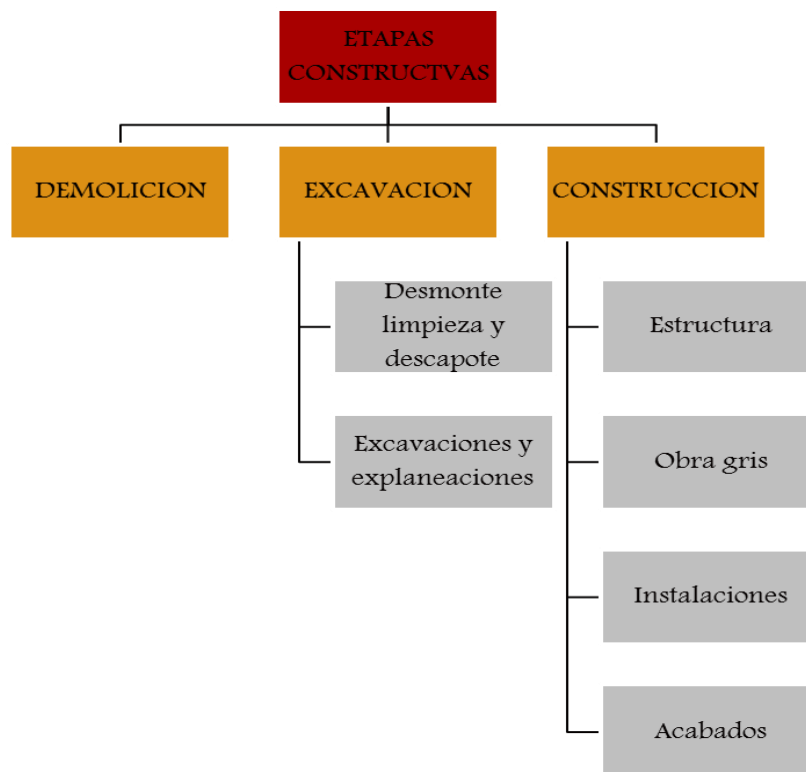 ETAPAS
CONSTRUCTVAS
DEMOLICION
EXCAVACION
CONSTRUCCION
Desmonte
limpieza y
descapote
Excavaciones y
explaneaciones
Estructura
Obra gris
Instalaciones
Acabados